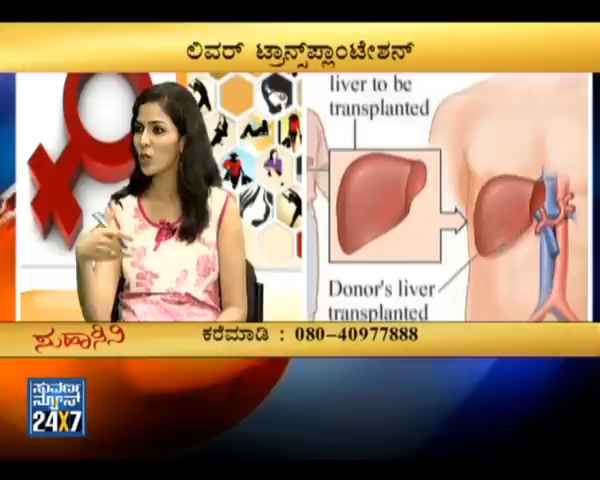 ಲಿವರ್ ಟ್ರಾನ್ಸ್‌ಪ್ಲಾಂಟೇಶನ್
liver to be
transplanted
Donor's liver
transplanted
ಸುಹಾಸಿನಿ
ಕರೆಮಾಡಿ : 080-40977888
ಸುವರ್ಣ
ನ್ಯೂಸ್
24X7